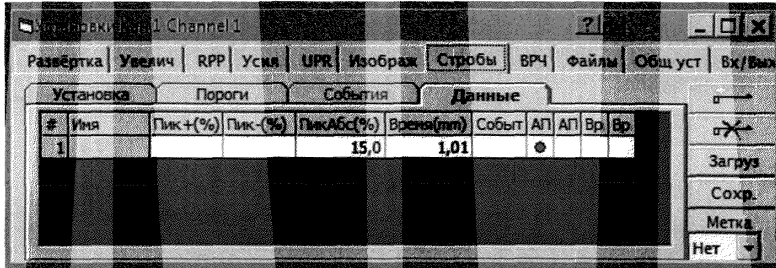 1 Channel 1 ?
Развёртка Увелич RPP Усил UPR Изображ Стробы ВРЧ Файлы Общ уст Вх/Вых
Установка Пороги События Данные
# Имя Пик+(%) Пик-(%) ПикАбс(%) Время(mm) Событ АП АП Вр Вр
1 15,0 1,01
Загруз
Сохр.
Метка
Нет